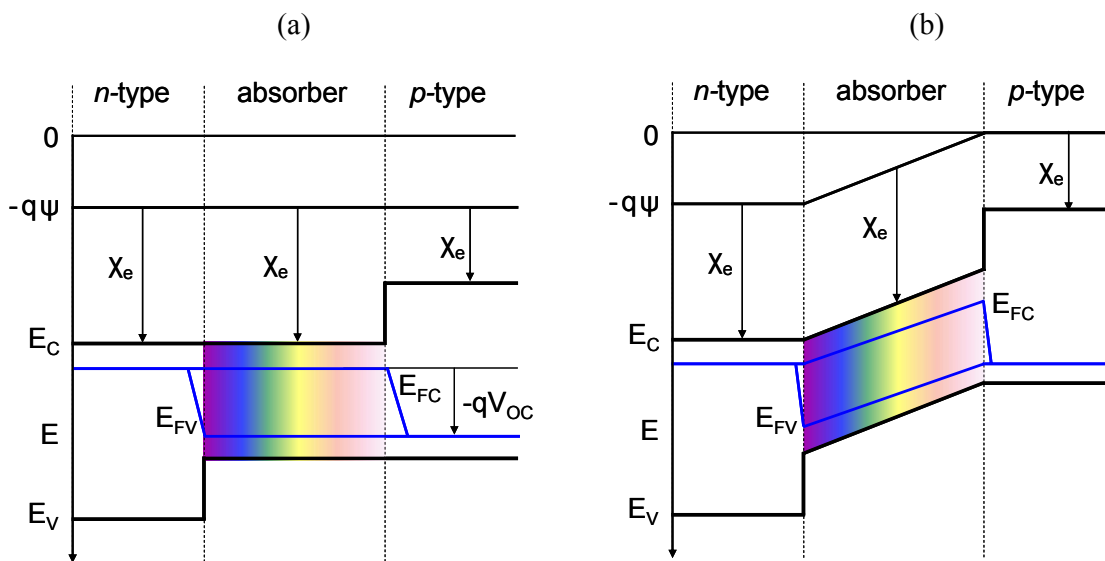 (a)
n-type absorber p-type
0
-qψ
χe χe χe
EC
EFV EFC -qVOC
E
EV
(b)
n-type absorber p-type
0
χe
-qψ
χe χe
EFC
EC
EFV
E
EV